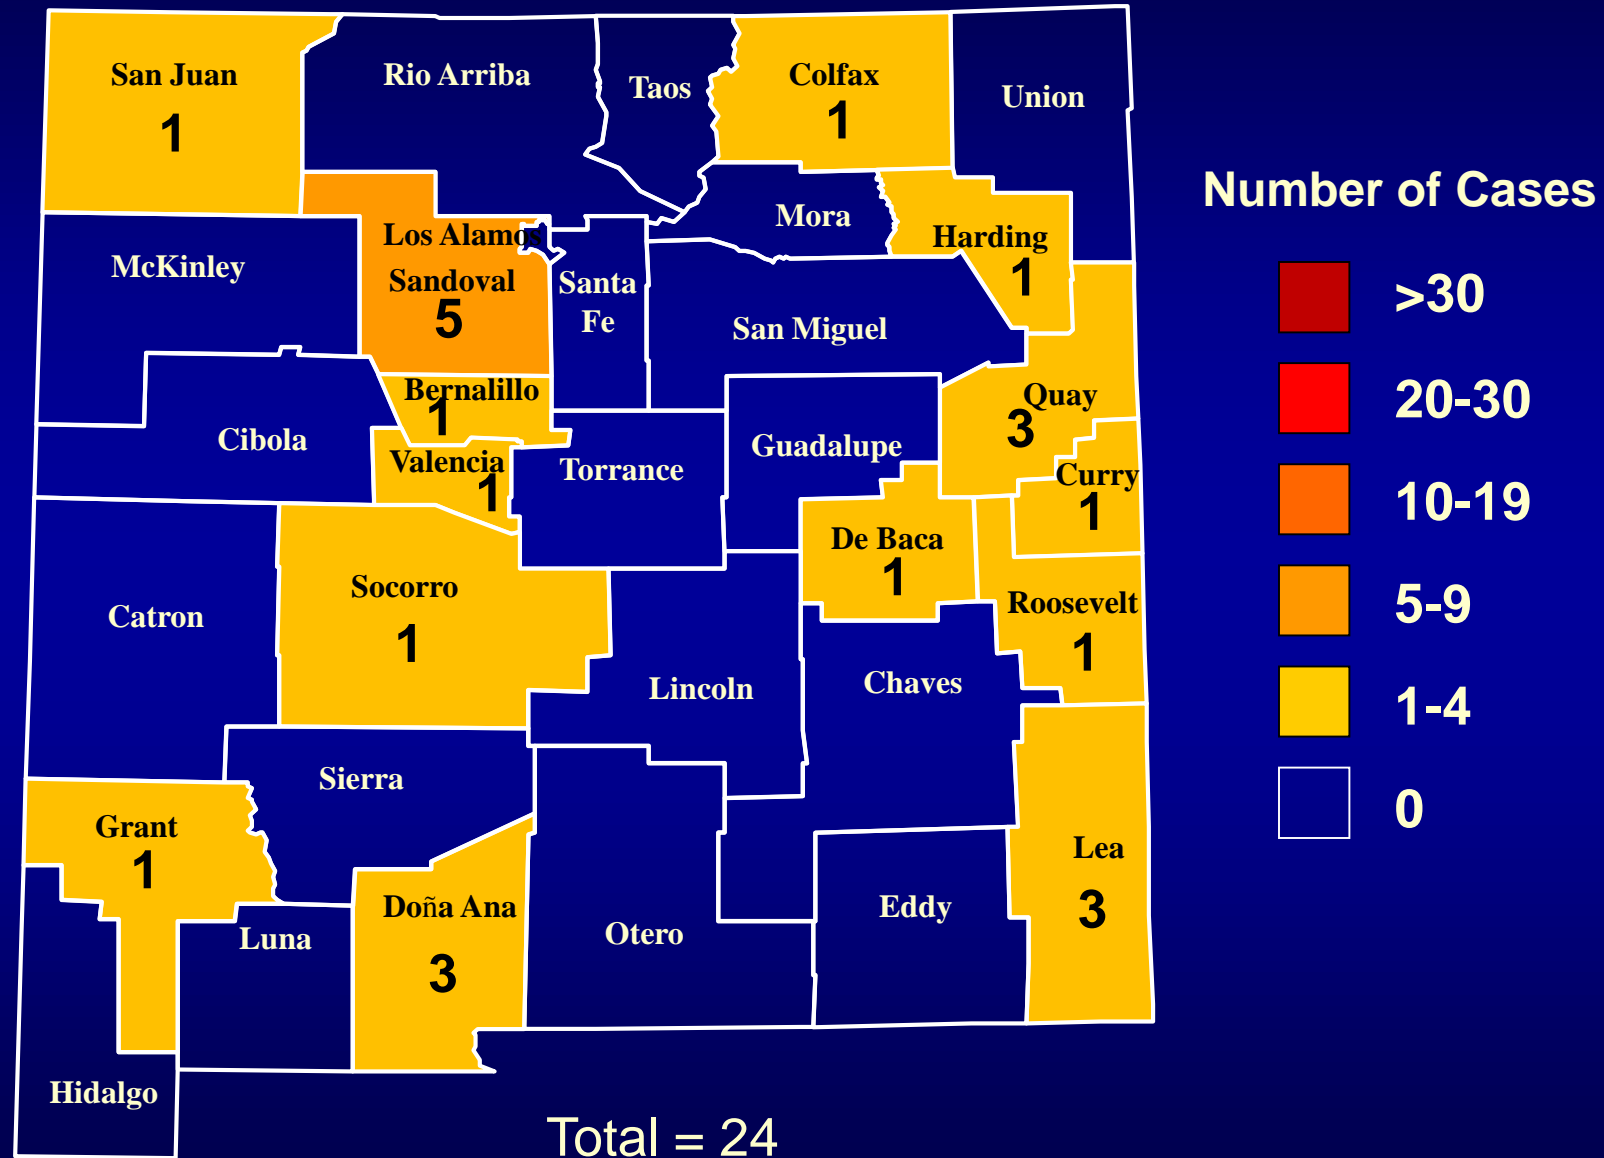 San Juan
1
Rio Arriba
Taos
Colfax
1
Union
Number of Cases
Los Alamos
Mora
Harding
1
McKinley
Sandoval
5
Santa
Fe
San Miguel
>30
20-30
10-19
5-9
1-4
0
Bernalillo
1
Quay
3
Cibola
Valencia
1
Torrance
Guadalupe
Curry
1
De Baca
1
Socorro
1
Catron
Roosevelt
1
Lincoln
Chaves
Sierra
Grant
1
Lea
3
Doña Ana
3
Luna
Otero
Eddy
Hidalgo
Total = 24